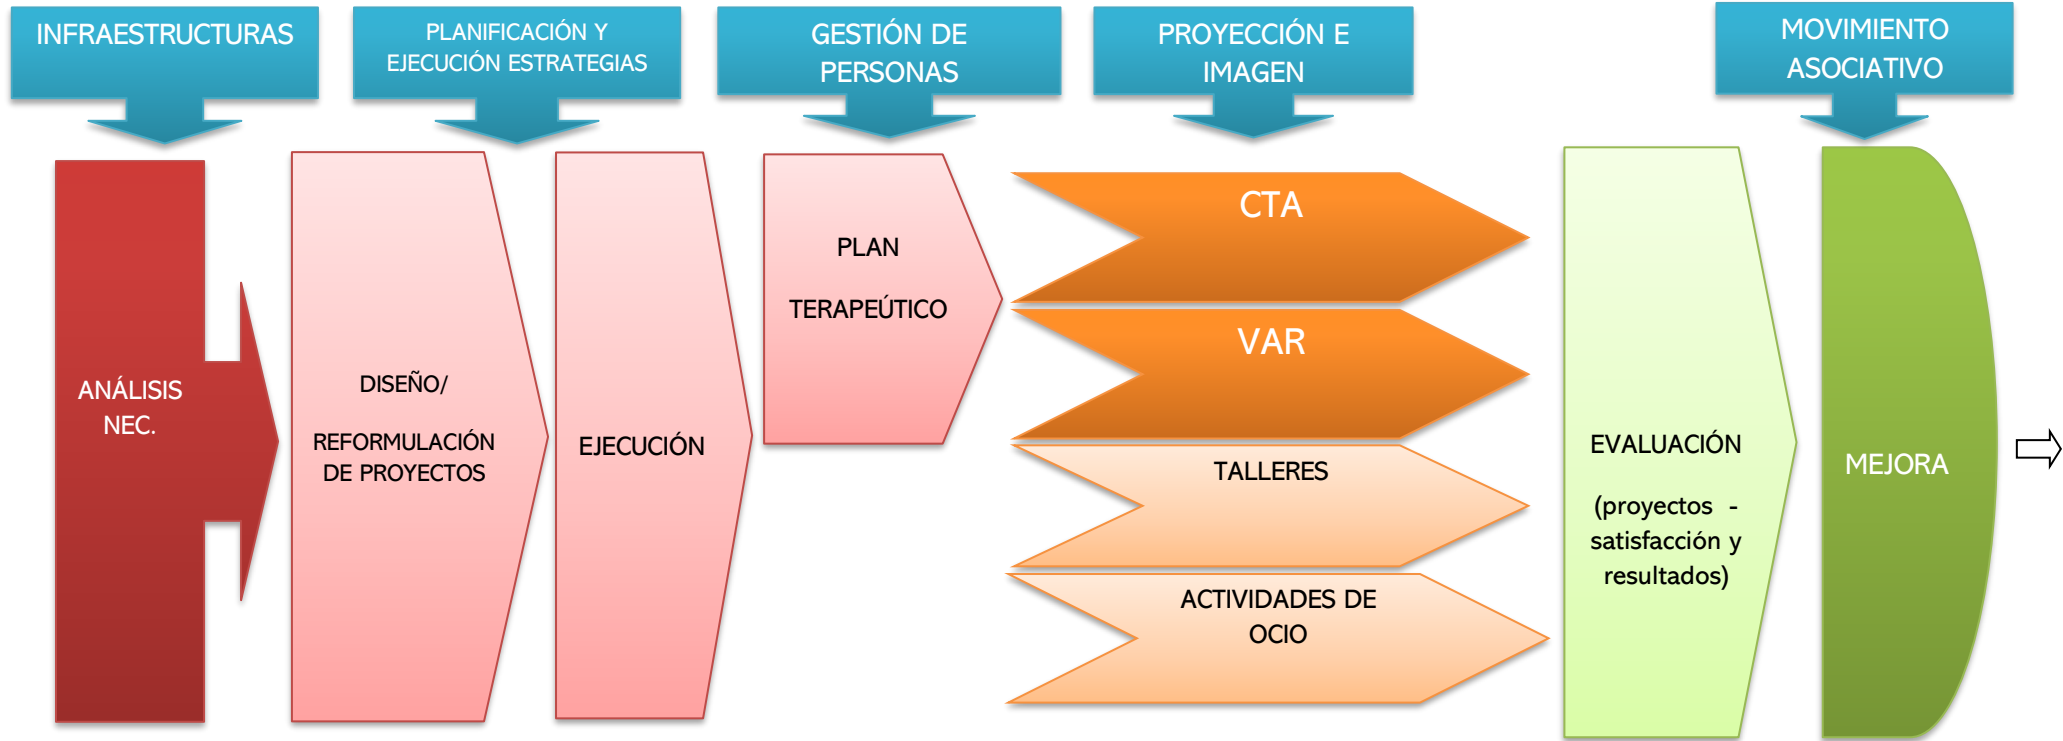 INFRAESTRUCTURAS
PLANIFICACIÓN Y
EJECUCIÓN ESTRATEGIAS
GESTIÓN DE
PERSONAS
PROYECCIÓN E
IMAGEN
MOVIMIENTO
ASOCIATIVO
ANÁLISIS
NEC.
DISEÑO/
REFORMULACIÓN
DE PROYECTOS
EJECUCIÓN
PLAN
TERAPEÚTICO
CTA
VAR
TALLERES
ACTIVIDADES DE
OCIO
EVALUACIÓN
(proyectos -
satisfacción y
resultados)
MEJORA